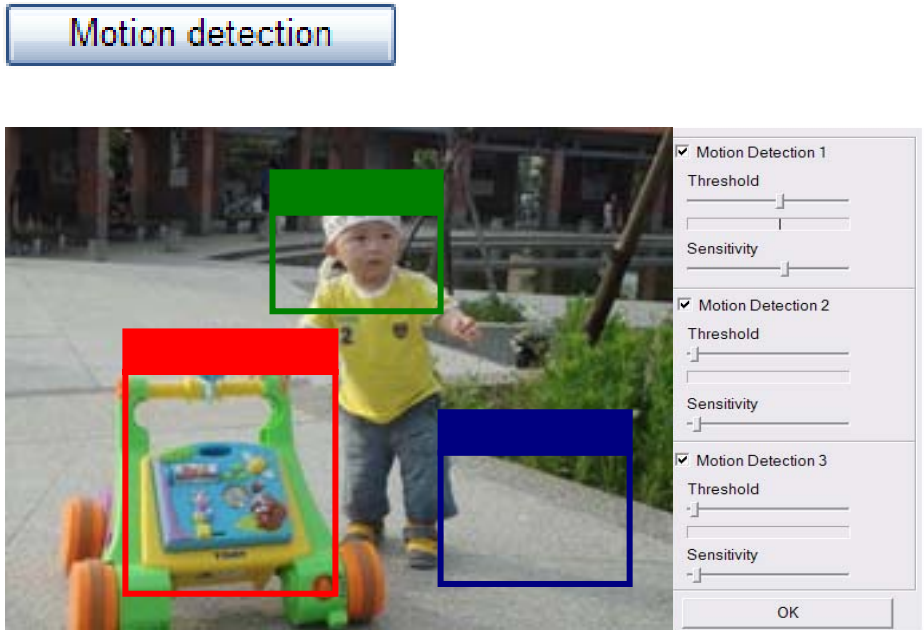 Motion detection
Motion Detection 1
Threshold
Sensitivity
Motion Detection 2
Threshold
Sensitivity
Motion Detection 3
Threshold
Sensitivity
OK